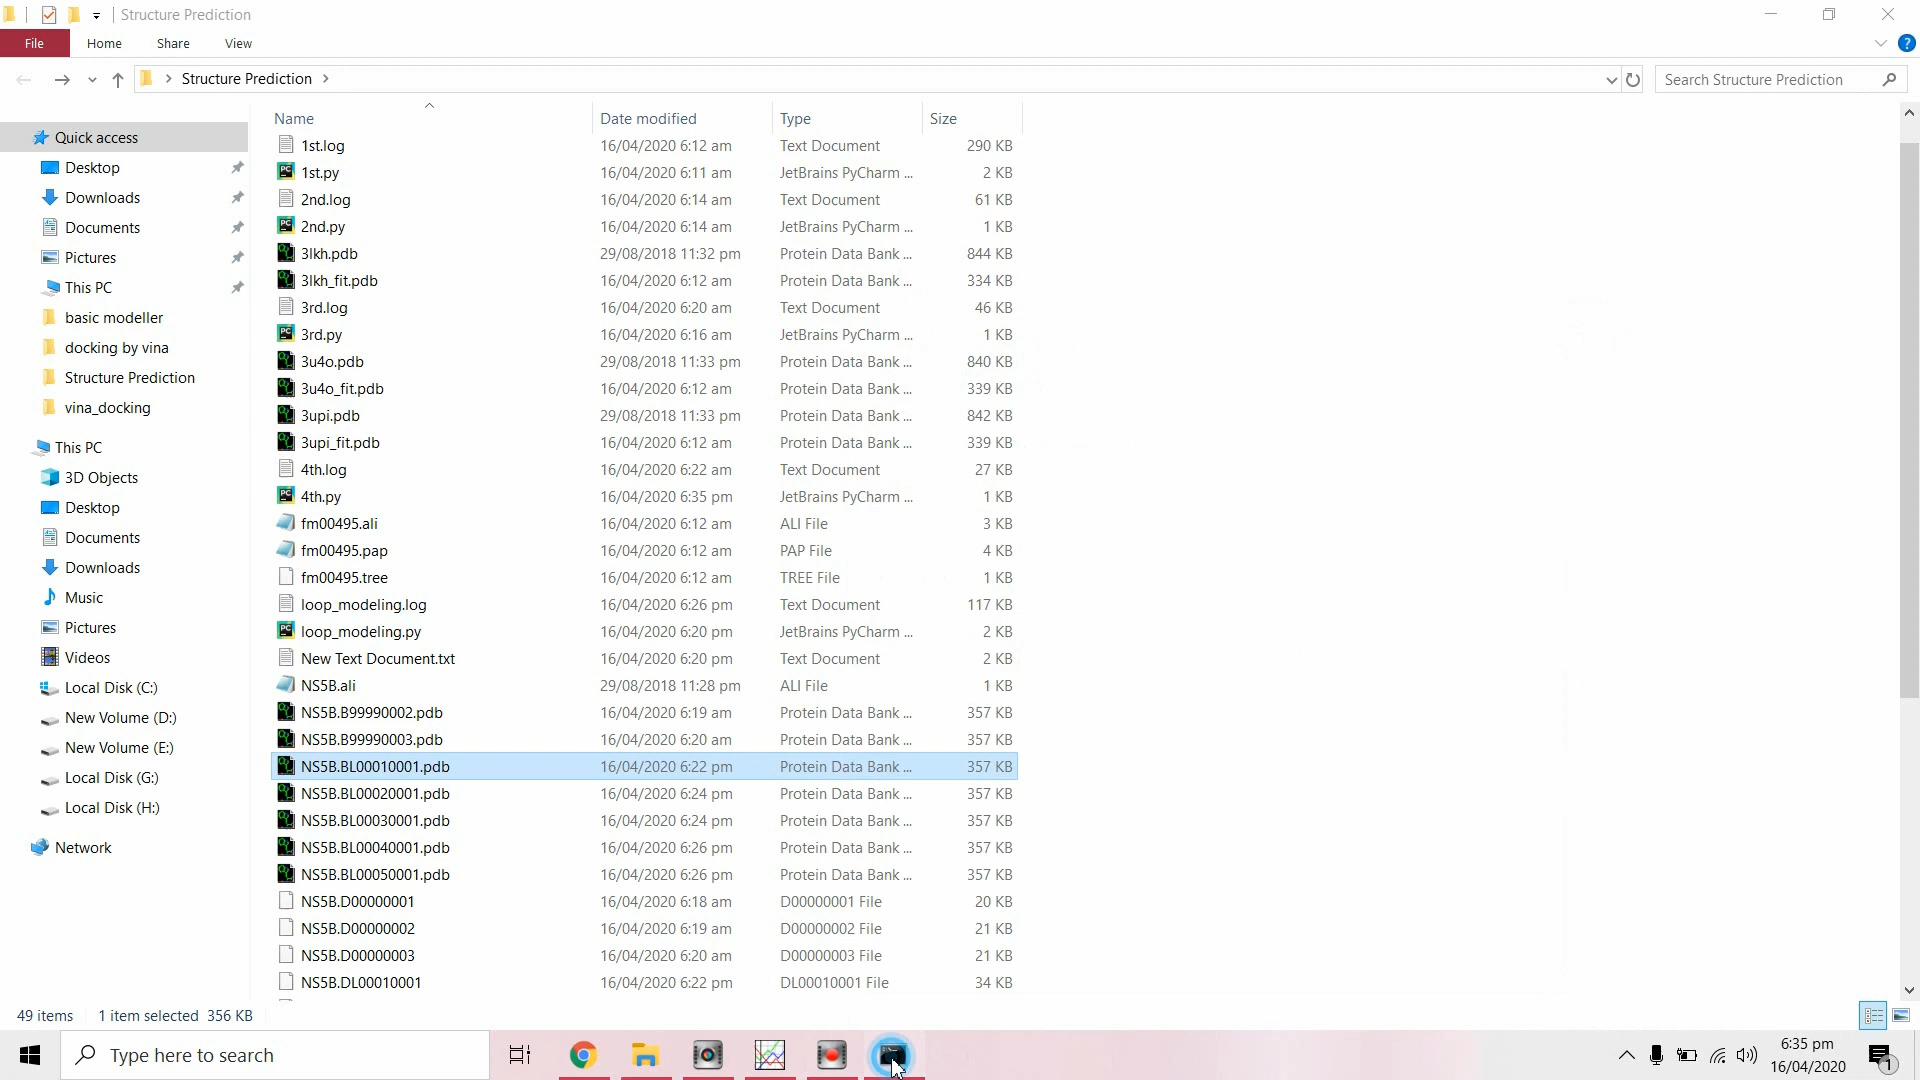 Structure Prediction
File Home Share View
Structure Prediction
Search Structure Prediction
Name Date modified Type Size
Quick access
Desktop
Downloads
Documents
Pictures
This PC
basic modeller
docking by vina
Structure Prediction
vina_docking
This PC
3D Objects
Desktop
Documents
Downloads
Music
Pictures
Videos
Local Disk (C:)
New Volume (D:)
New Volume (E:)
Local Disk (G:)
Local Disk (H:)
Network
1st.log 16/04/2020 6:12 am Text Document 290 KB
PC 1st.py 16/04/2020 6:11 am JetBrains PyCharm ... 2 KB
2nd.log 16/04/2020 6:14 am Text Document 61 KB
PC 2nd.py 16/04/2020 6:14 am JetBrains PyCharm ... 1 KB
3lkh.pdb 29/08/2018 11:32 pm Protein Data Bank ... 844 KB
3lkh_fit.pdb 16/04/2020 6:12 am Protein Data Bank ... 334 KB
3rd.log 16/04/2020 6:20 am Text Document 46 KB
PC 3rd.py 16/04/2020 6:16 am JetBrains PyCharm ... 1 KB
3u4o.pdb 29/08/2018 11:33 pm Protein Data Bank ... 840 KB
3u4o_fit.pdb 16/04/2020 6:12 am Protein Data Bank ... 339 KB
3upi.pdb 29/08/2018 11:33 pm Protein Data Bank ... 842 KB
3upi_fit.pdb 16/04/2020 6:12 am Protein Data Bank ... 339 KB
4th.log 16/04/2020 6:22 am Text Document 27 KB
PC 4th.py 16/04/2020 6:35 pm JetBrains PyCharm ... 1 KB
fm00495.ali 16/04/2020 6:12 am ALI File 3 KB
fm00495.pap 16/04/2020 6:12 am PAP File 4 KB
fm00495.tree 16/04/2020 6:12 am TREE File 1 KB
loop_modeling.log 16/04/2020 6:26 pm Text Document 117 KB
PC loop_modeling.py 16/04/2020 6:20 pm JetBrains PyCharm ... 2 KB
New Text Document.txt 16/04/2020 6:20 pm Text Document 2 KB
NS5B.ali 29/08/2018 11:28 pm ALI File 1 KB
NS5B.B99990002.pdb 16/04/2020 6:19 am Protein Data Bank ... 357 KB
NS5B.B99990003.pdb 16/04/2020 6:20 am Protein Data Bank ... 357 KB
NS5B.BL00010001.pdb 16/04/2020 6:22 pm Protein Data Bank ... 357 KB
NS5B.BL00020001.pdb 16/04/2020 6:24 pm Protein Data Bank ... 357 KB
NS5B.BL00030001.pdb 16/04/2020 6:24 pm Protein Data Bank ... 357 KB
NS5B.BL00040001.pdb 16/04/2020 6:26 pm Protein Data Bank ... 357 KB
NS5B.BL00050001.pdb 16/04/2020 6:26 pm Protein Data Bank ... 357 KB
NS5B.D00000001 16/04/2020 6:18 am D00000001 File 20 KB
NS5B.D00000002 16/04/2020 6:19 am D00000002 File 21 KB
NS5B.D00000003 16/04/2020 6:20 am D00000003 File 21 KB
NS5B.DL00010001 16/04/2020 6:22 pm DL00010001 File 34 KB
49 items 1 item selected 356 KB
Type here to search
6:35 pm
16/04/2020
1